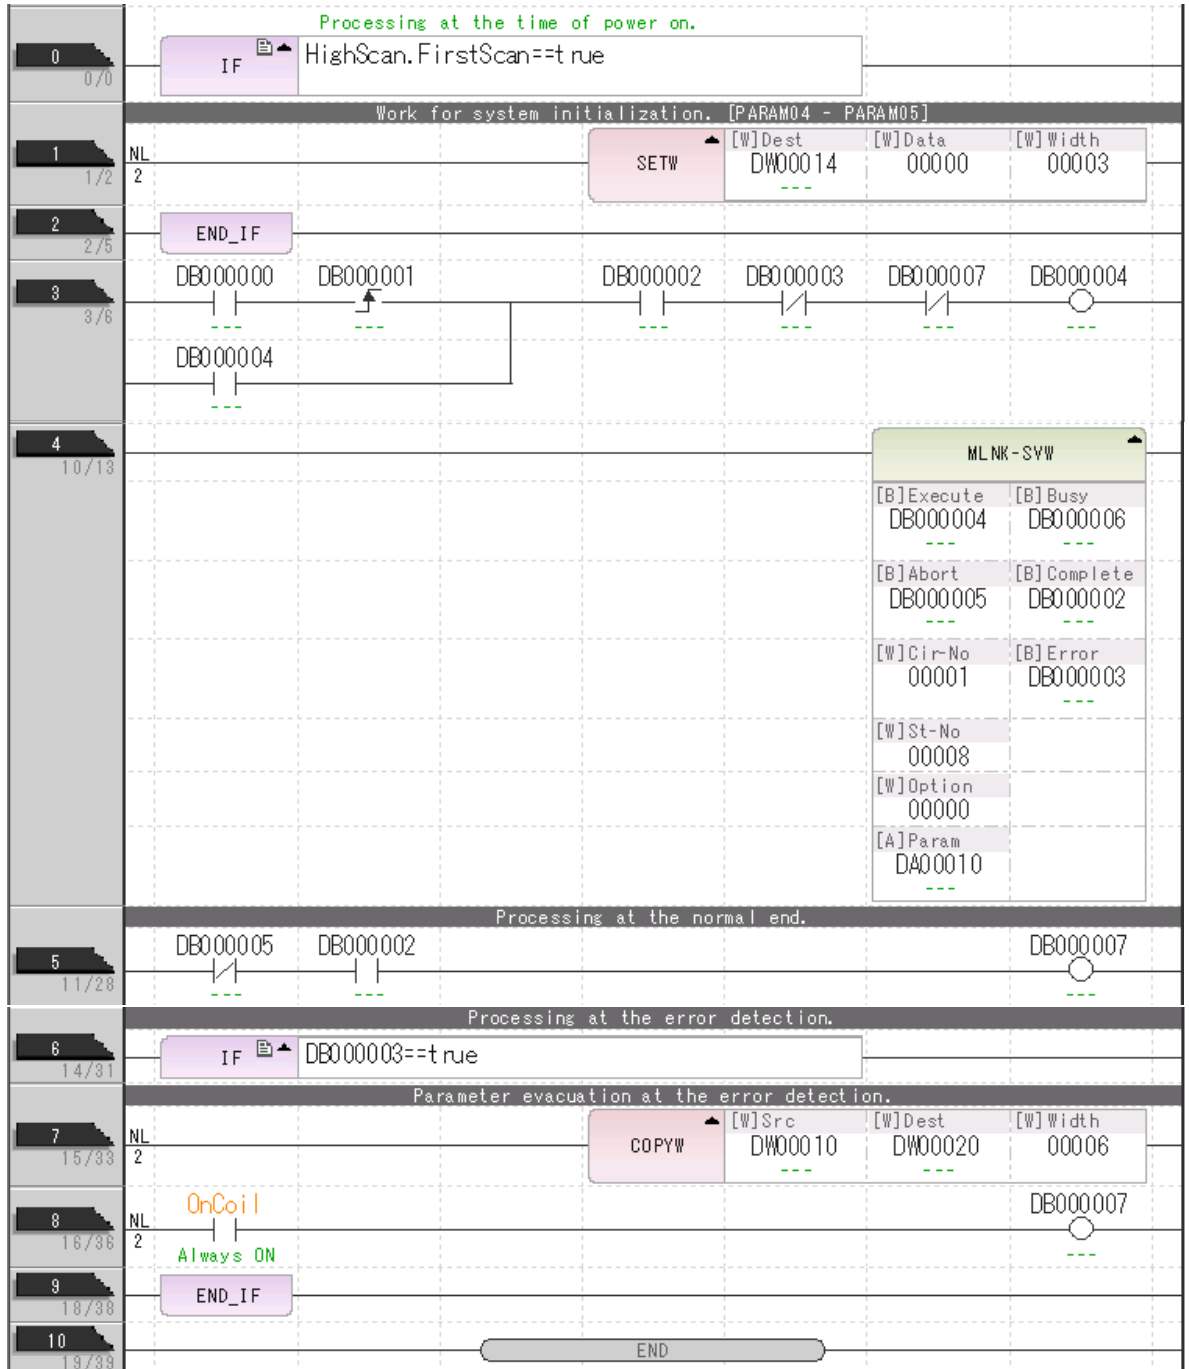 Processing at the time of power on.
0
0/0
IF
HighScan.FirstScan==true
Work for system initialization. [PARAM04 - PARAM05]
1
1/2
NL
2
SETW
[W]Dest [W]Data [W]Width
DW00014 00000 00003
---
2
2/5
END_IF
3
3/6
DB000000 DB000001 DB000002 DB000003 DB000007 DB000004
--- --- --- --- --- ---
DB000004
---
4
10/13
MLNK-SVW
[B]Execute [B]Busy
DB000004 DB000006
--- ---
[B]Abort [B]Complete
DB000005 DB000002
--- ---
[W]Cir-No [B]Error
00001 DB000003
---
[W]St-No
00008
[W]Option
00000
[A]Param
DA00010
---
Processing at the normal end.
5
11/28
DB000005 DB000002 DB000007
--- --- ---
Processing at the error detection.
6
14/31
IF
DB000003==true
Parameter evacuation at the error detection.
7
15/33
NL
2
COPYW
[W]Src [W]Dest [W]Width
DW00010 DW00020 00006
--- ---
8
16/36
NL
2
OnCoil DB000007
Always ON ---
9
18/38
END_IF
10
19/39
END